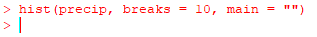 > hist(precip, breaks = 10, main = "")
>